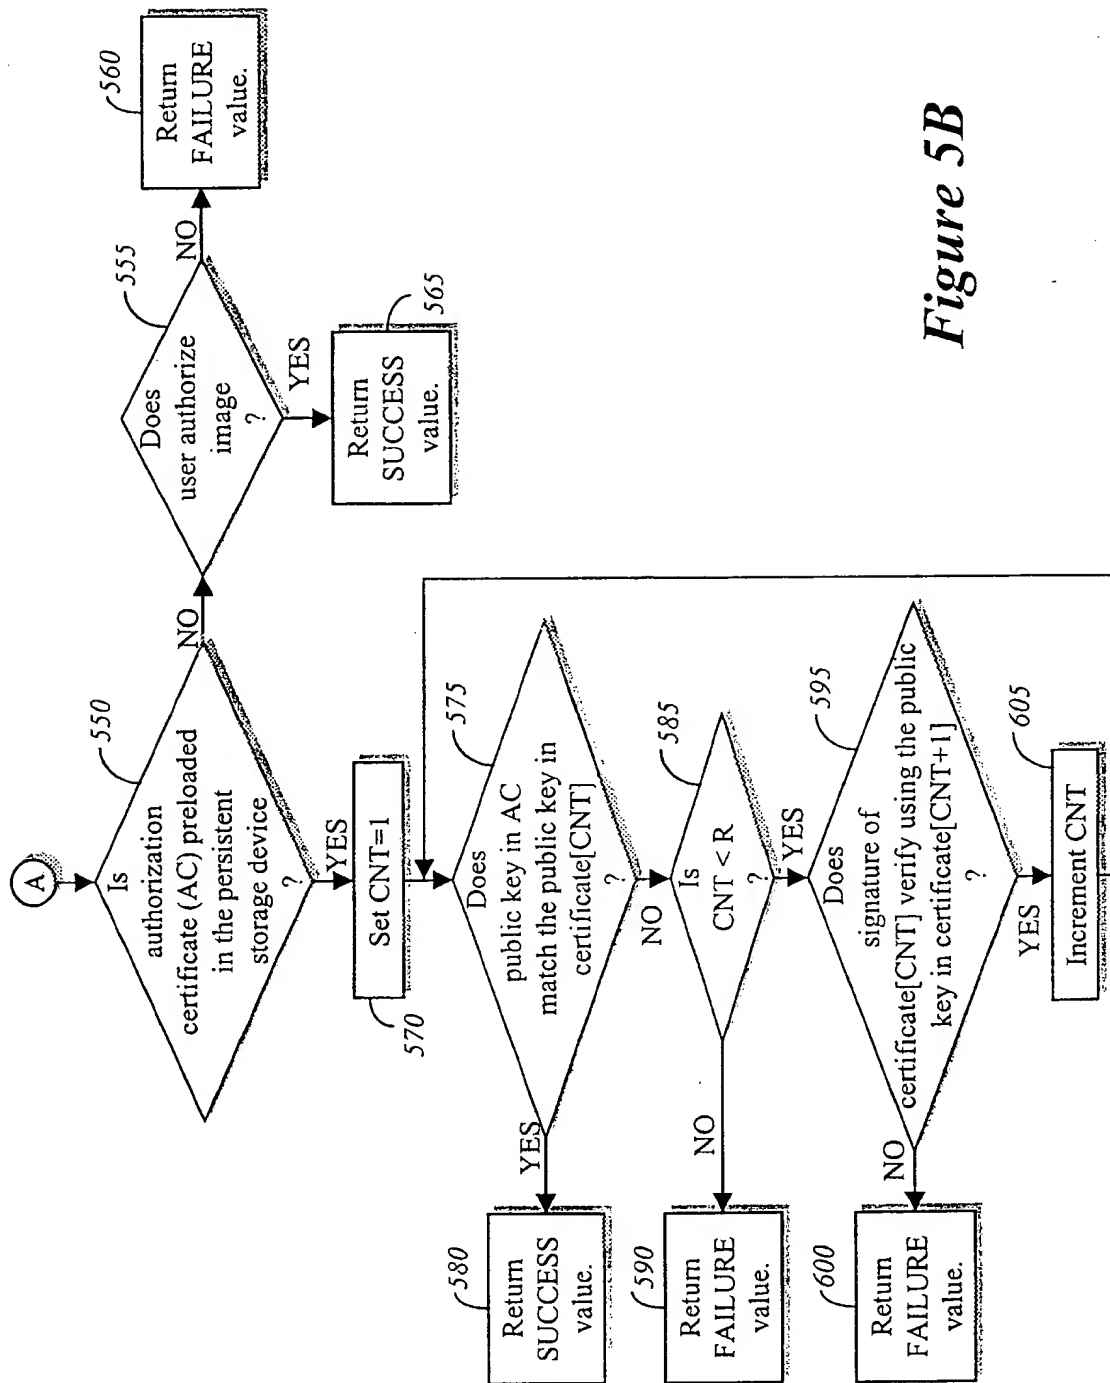 A
550
Is
authorization
certificate (AC) preloaded
in the persistent
storage device
?
NO
YES
555
Does
user authorize
image
?
NO
YES
560
Return
FAILURE
value.
565
Return
SUCCESS
value.
570
Set CNT=1
575
Does
public key in AC
match the public key in
certificate[CNT]
?
YES
NO
580
Return
SUCCESS
value.
585
Is
CNT < R
?
NO
YES
590
Return
FAILURE
value.
595
Does
signature of
certificate[CNT] verify using the public
key in certificate[CNT+1]
?
NO
YES
600
Return
FAILURE
value.
605
Increment CNT
Figure 5B